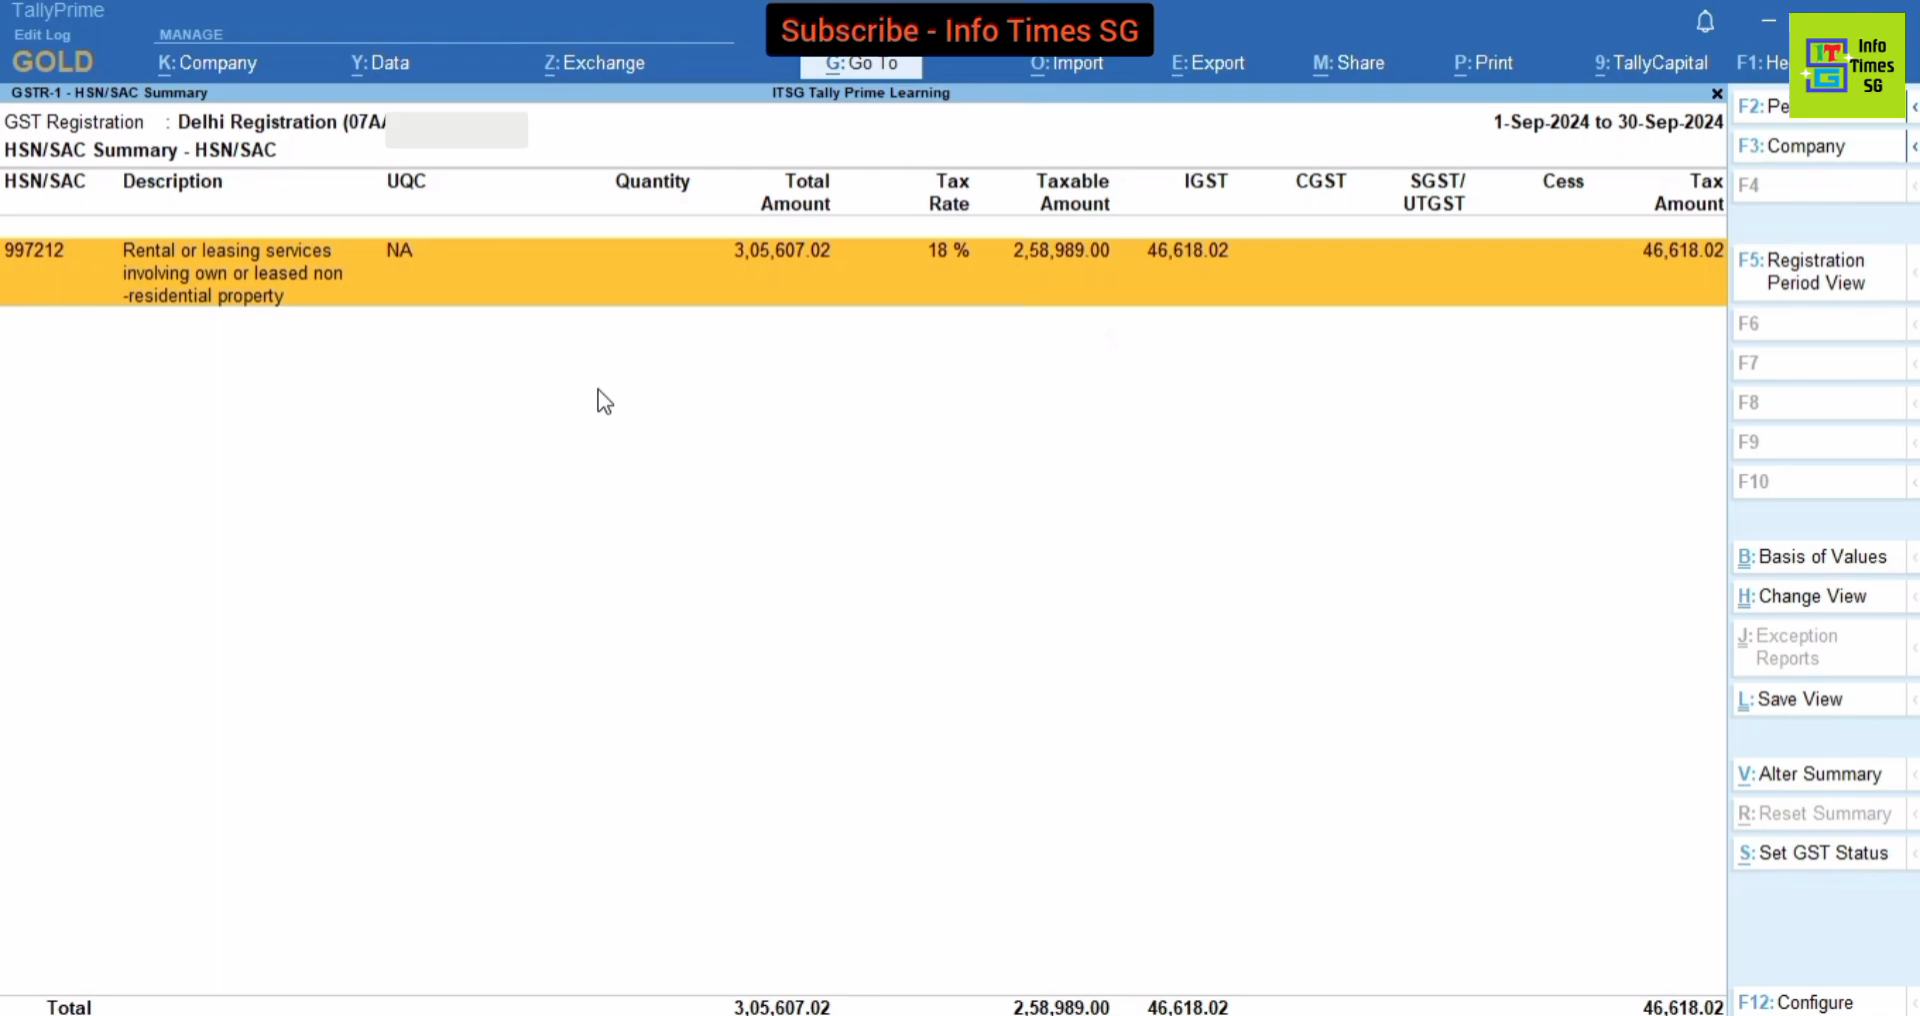 TallyPrime
Edit Log
GOLD
MANAGE
K: Company Y: Data Z: Exchange G: Go To O: Import E: Export M: Share P: Print 9: TallyCapital F1: He
Subscribe - Info Times SG
Info
Times
SG
GSTR-1 - HSN/SAC Summary ITSG Tally Prime Learning
GST Registration : Delhi Registration (07A
1-Sep-2024 to 30-Sep-2024
HSN/SAC Summary - HSN/SAC
HSN/SAC Description UQC Quantity Total Tax Taxable IGST CGST SGST/ Cess Tax
Amount Rate Amount UTGST Amount
997212 Rental or leasing services NA 3,05,607.02 18 % 2,58,989.00 46,618.02 46,618.02
involving own or leased non
-residential property
Total 3,05,607.02 2,58,989.00 46,618.02 46,618.02
F2: Pe
F3: Company
F4
F5: Registration
Period View
F6
F7
F8
F9
F10
B: Basis of Values
H: Change View
J: Exception
Reports
L: Save View
V: Alter Summary
R: Reset Summary
S: Set GST Status
F12: Configure